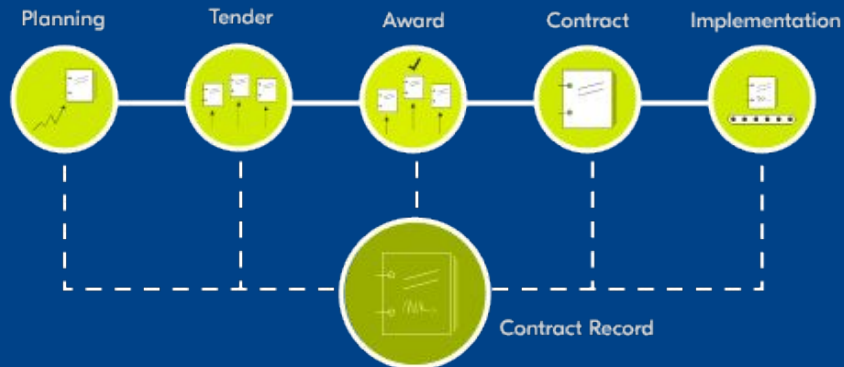 Planning
Tender
Award
Contract
Implementation
Contract Record